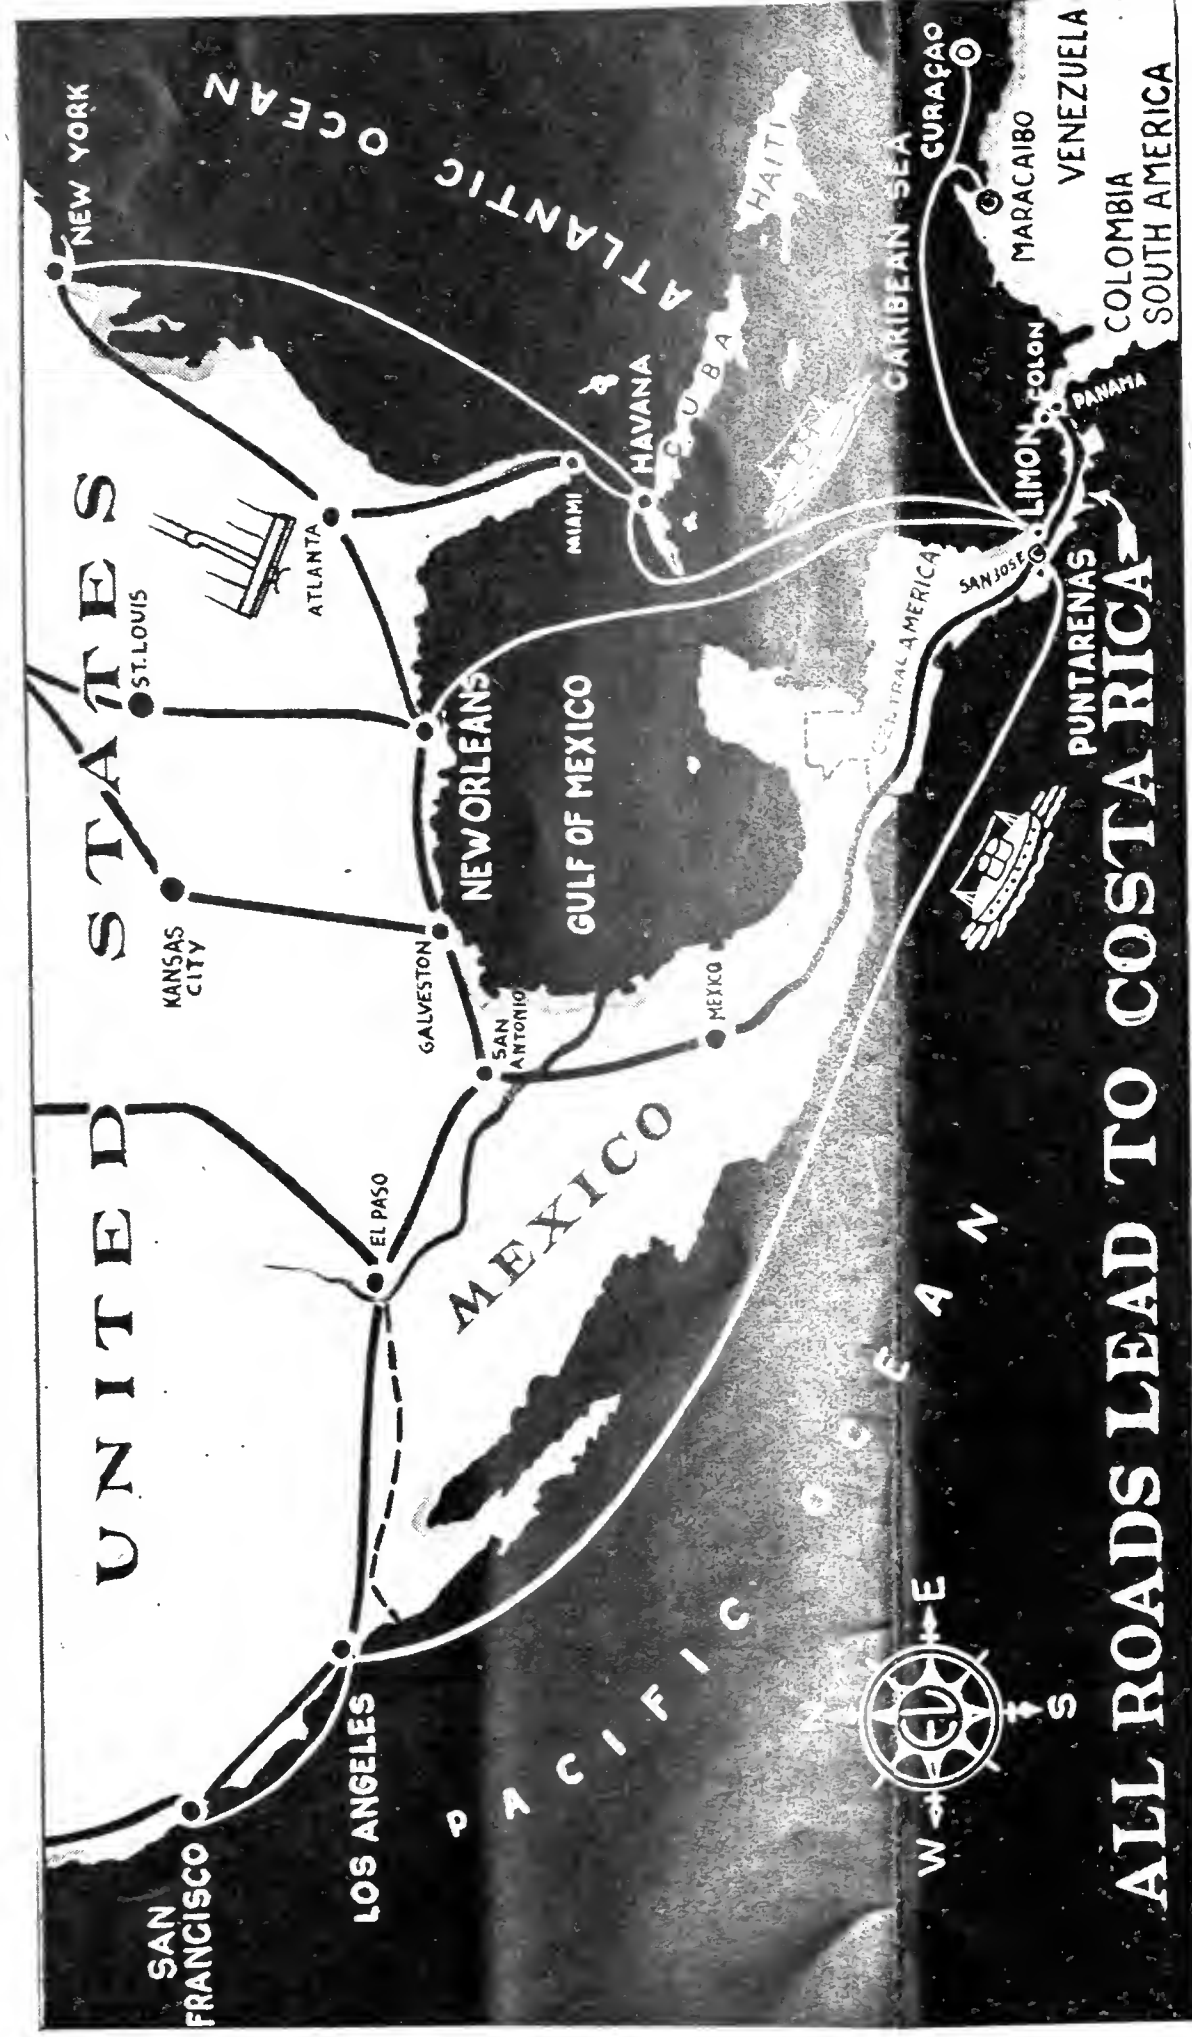 NEW YORK
ATLANTIC OCEAN
UNITED STATES
ST. LOUIS
ATLANTA
KANSAS
CITY
MIAMI
HAVANA
CUBA
HAITI
CARIBEAN SEA
CURAÇAO
MARACAIBO
VENEZUELA
COLOMBIA
SOUTH AMERICA
NEW ORLEANS
GULF OF MEXICO
GALVESTON
SAN
ANTONIO
EL PASO
MEXICO
MEXICO
CENTRAL AMERICA
SAN JOSE
LIMON
COLON
PANAMA
PUNTARENAS
SAN
FRANCISCO
LOS ANGELES
PACIFIC OCEAN
N
W
E
S
ALL ROADS LEAD TO COSTA RICA